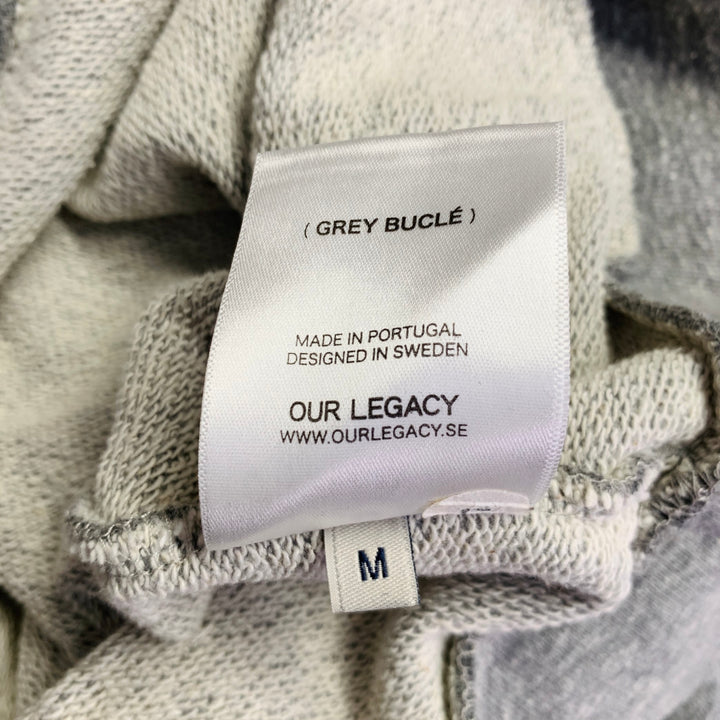 ( GREY BUCLÉ )
MADE IN PORTUGAL
DESIGNED IN SWEDEN
OUR LEGACY
WWW.OURLEGACY.SE
M